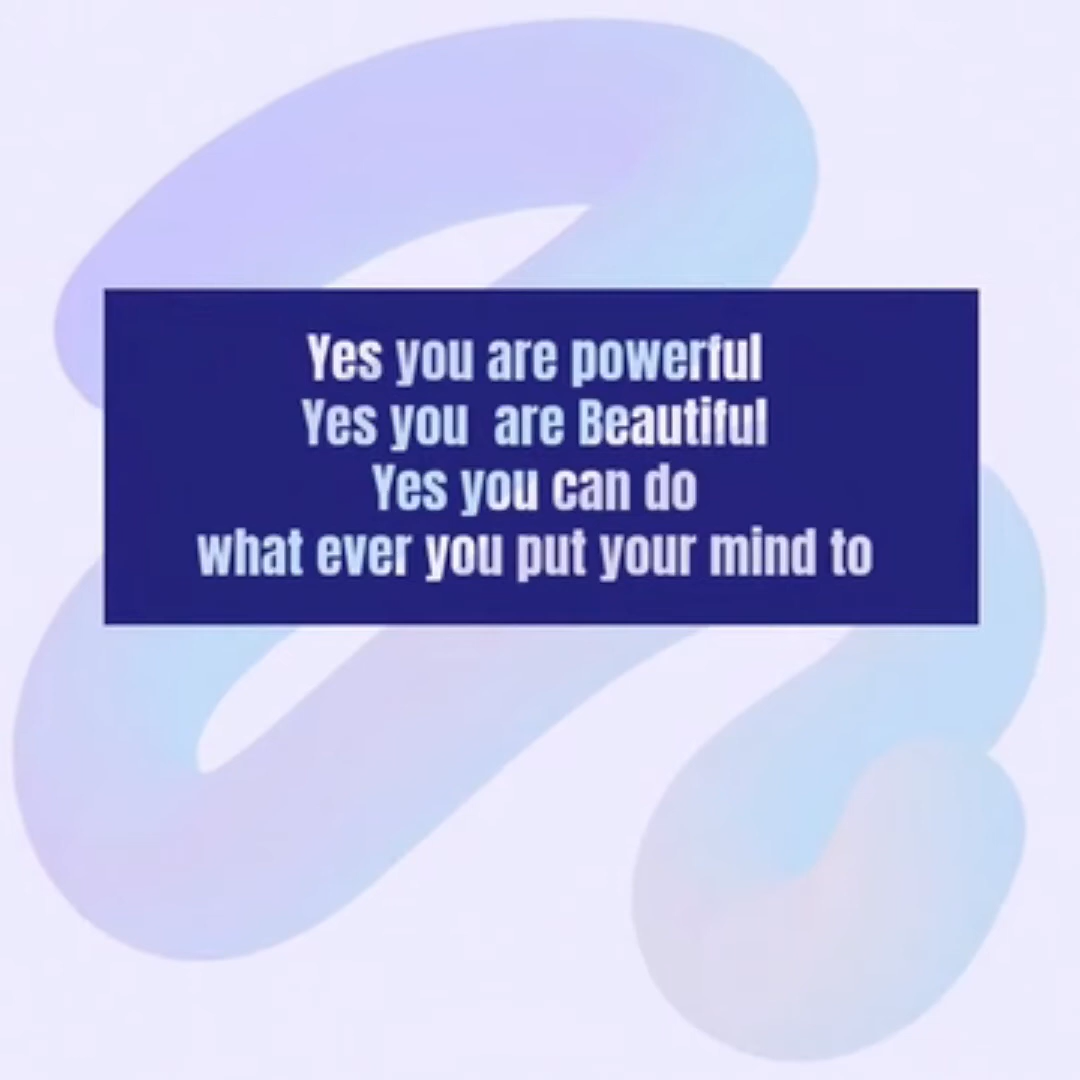 Yes you are powerful
Yes you  are Beautiful
Yes you can do
what ever you put your mind to